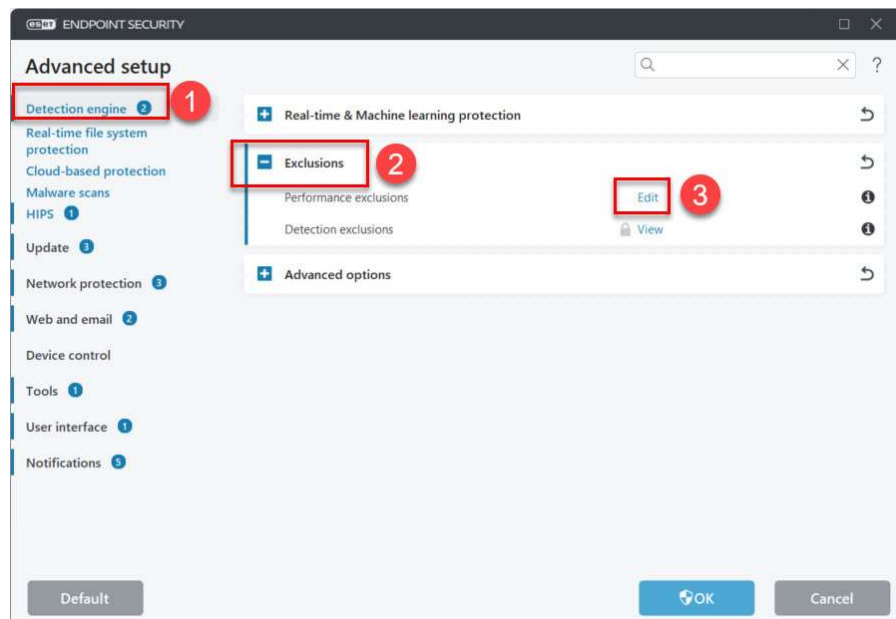 eset ENDPOINT SECURITY
Advanced setup
?
Detection engine 2
1
Real-time file system
protection
Cloud-based protection
Malware scans
HIPS 1
Update 3
Network protection 3
Web and email 2
Device control
Tools 1
User interface 1
Notifications 5
Real-time & Machine learning protection
Exclusions
2
Performance exclusions
Edit
3
Detection exclusions
View
Advanced options
Default
OK
Cancel